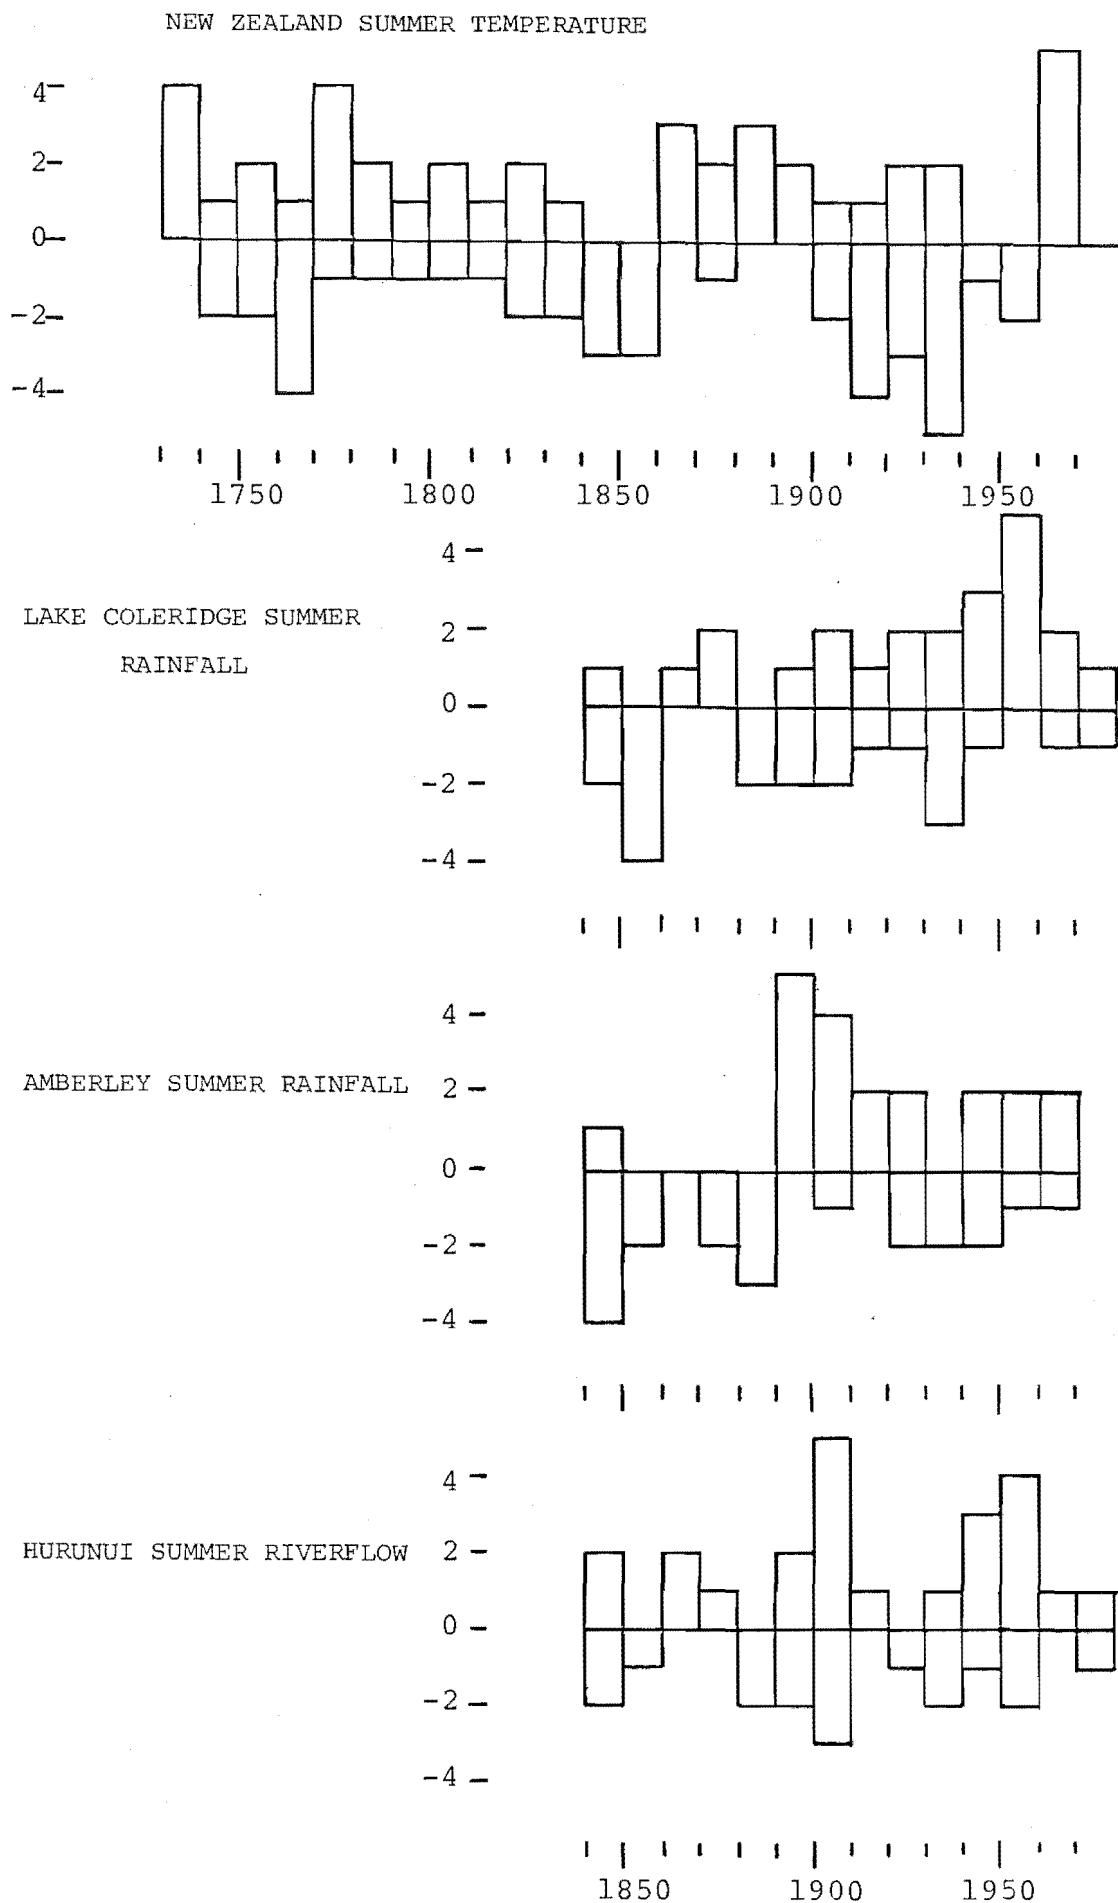 NEW ZEALAND SUMMER TEMPERATURE
4
2
0
-2
-4
1750 1800 1850 1900 1950
LAKE COLERIDGE SUMMER
RAINFALL
4
2
0
-2
-4
AMBERLEY SUMMER RAINFALL
4
2
0
-2
-4
HURUNUI SUMMER RIVERFLOW
4
2
0
-2
-4
1850 1900 1950